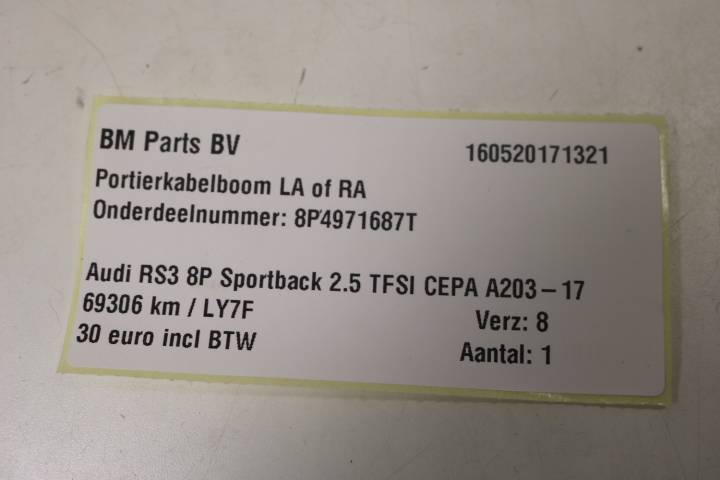 BM Parts BV 160520171321
Portierkabelboom LA of RA
Onderdeelnummer: 8P4971687T
Audi RS3 8P Sportback 2.5 TFSI CEPA A203-17
69306 km / LY7F Verz: 8
30 euro incl BTW Aantal: 1